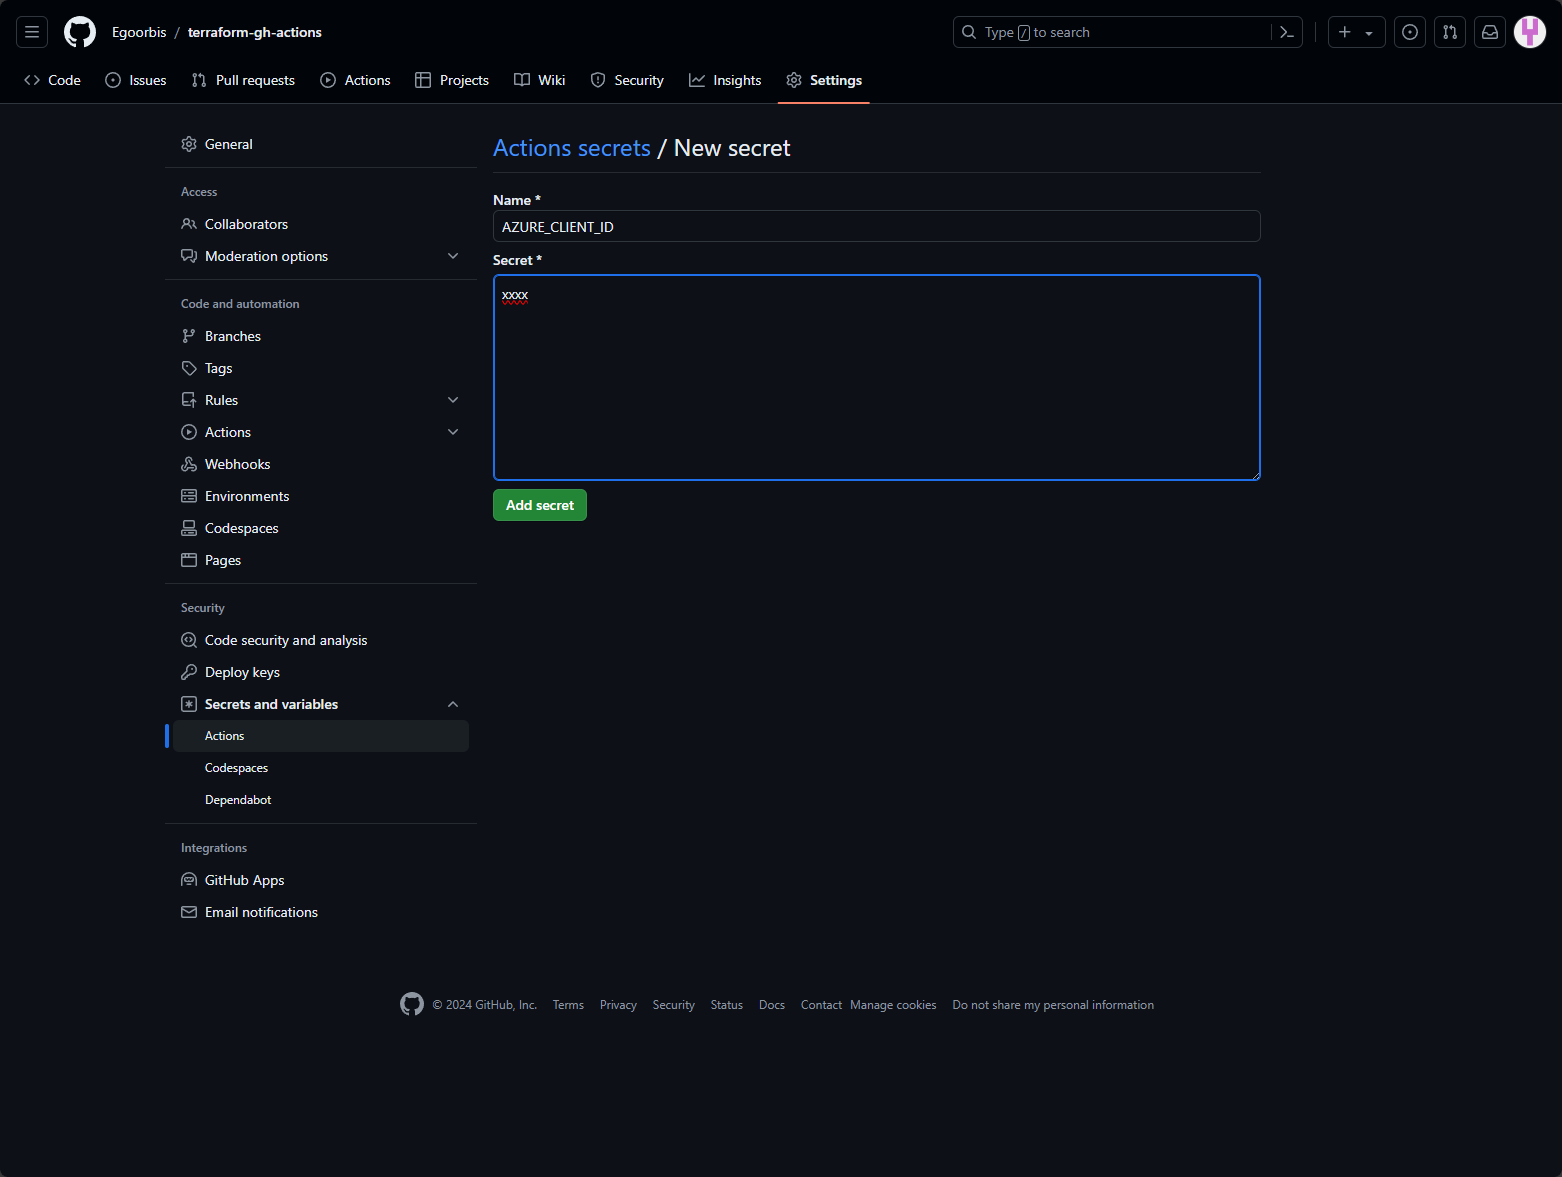 Egoorbis / terraform-gh-actions
Type / to search
Code Issues Pull requests Actions Projects Wiki Security Insights Settings
General
Access
Collaborators
Moderation options
Code and automation
Branches
Tags
Rules
Actions
Webhooks
Environments
Codespaces
Pages
Security
Code security and analysis
Deploy keys
Secrets and variables
Actions
Codespaces
Dependabot
Integrations
GitHub Apps
Email notifications
Actions secrets / New secret
Name *
AZURE_CLIENT_ID
Secret *
xxxx
Add secret
© 2024 GitHub, Inc. Terms Privacy Security Status Docs Contact Manage cookies Do not share my personal information